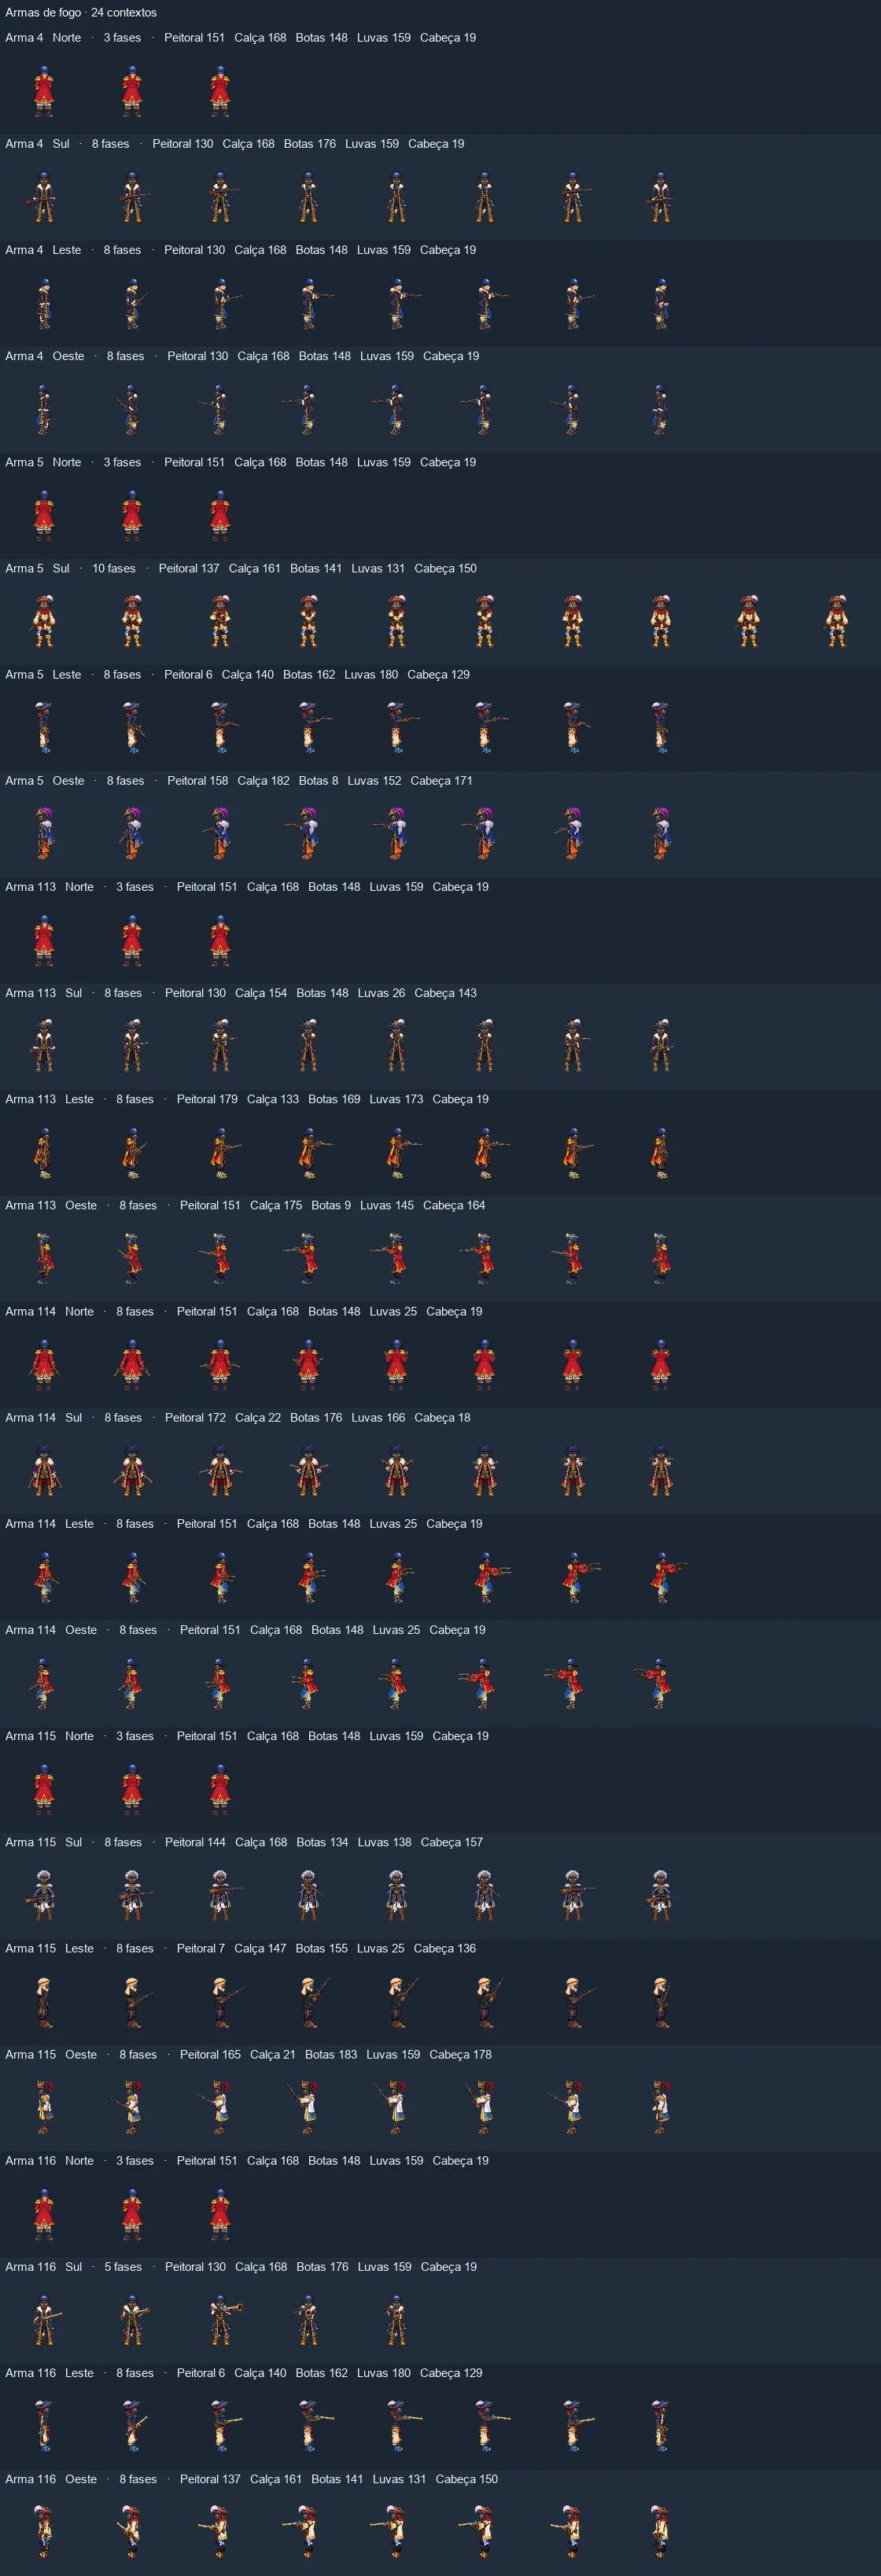 Armas de fogo · 24 contextos
Arma 4 Norte · 3 fases · Peitoral 151 Calça 168 Botas 148 Luvas 159 Cabeça 19
Arma 4 Sul · 8 fases · Peitoral 130 Calça 168 Botas 176 Luvas 159 Cabeça 19
Arma 4 Leste · 8 fases · Peitoral 130 Calça 168 Botas 148 Luvas 159 Cabeça 19
Arma 4 Oeste · 8 fases · Peitoral 130 Calça 168 Botas 148 Luvas 159 Cabeça 19
Arma 5 Norte · 3 fases · Peitoral 151 Calça 168 Botas 148 Luvas 159 Cabeça 19
Arma 5 Sul · 10 fases · Peitoral 137 Calça 161 Botas 141 Luvas 131 Cabeça 150
Arma 5 Leste · 8 fases · Peitoral 6 Calça 140 Botas 162 Luvas 180 Cabeça 129
Arma 5 Oeste · 8 fases · Peitoral 158 Calça 182 Botas 8 Luvas 152 Cabeça 171
Arma 113 Norte · 3 fases · Peitoral 151 Calça 168 Botas 148 Luvas 159 Cabeça 19
Arma 113 Sul · 8 fases · Peitoral 130 Calça 154 Botas 148 Luvas 26 Cabeça 143
Arma 113 Leste · 8 fases · Peitoral 179 Calça 133 Botas 169 Luvas 173 Cabeça 19
Arma 113 Oeste · 8 fases · Peitoral 151 Calça 175 Botas 9 Luvas 145 Cabeça 164
Arma 114 Norte · 8 fases · Peitoral 151 Calça 168 Botas 148 Luvas 25 Cabeça 19
Arma 114 Sul · 8 fases · Peitoral 172 Calça 22 Botas 176 Luvas 166 Cabeça 18
Arma 114 Leste · 8 fases · Peitoral 151 Calça 168 Botas 148 Luvas 25 Cabeça 19
Arma 114 Oeste · 8 fases · Peitoral 151 Calça 168 Botas 148 Luvas 25 Cabeça 19
Arma 115 Norte · 3 fases · Peitoral 151 Calça 168 Botas 148 Luvas 159 Cabeça 19
Arma 115 Sul · 8 fases · Peitoral 144 Calça 168 Botas 134 Luvas 138 Cabeça 157
Arma 115 Leste · 8 fases · Peitoral 7 Calça 147 Botas 155 Luvas 25 Cabeça 136
Arma 115 Oeste · 8 fases · Peitoral 165 Calça 21 Botas 183 Luvas 159 Cabeça 178
Arma 116 Norte · 3 fases · Peitoral 151 Calça 168 Botas 148 Luvas 159 Cabeça 19
Arma 116 Sul · 5 fases · Peitoral 130 Calça 168 Botas 176 Luvas 159 Cabeça 19
Arma 116 Leste · 8 fases · Peitoral 6 Calça 140 Botas 162 Luvas 180 Cabeça 129
Arma 116 Oeste · 8 fases · Peitoral 137 Calça 161 Botas 141 Luvas 131 Cabeça 150